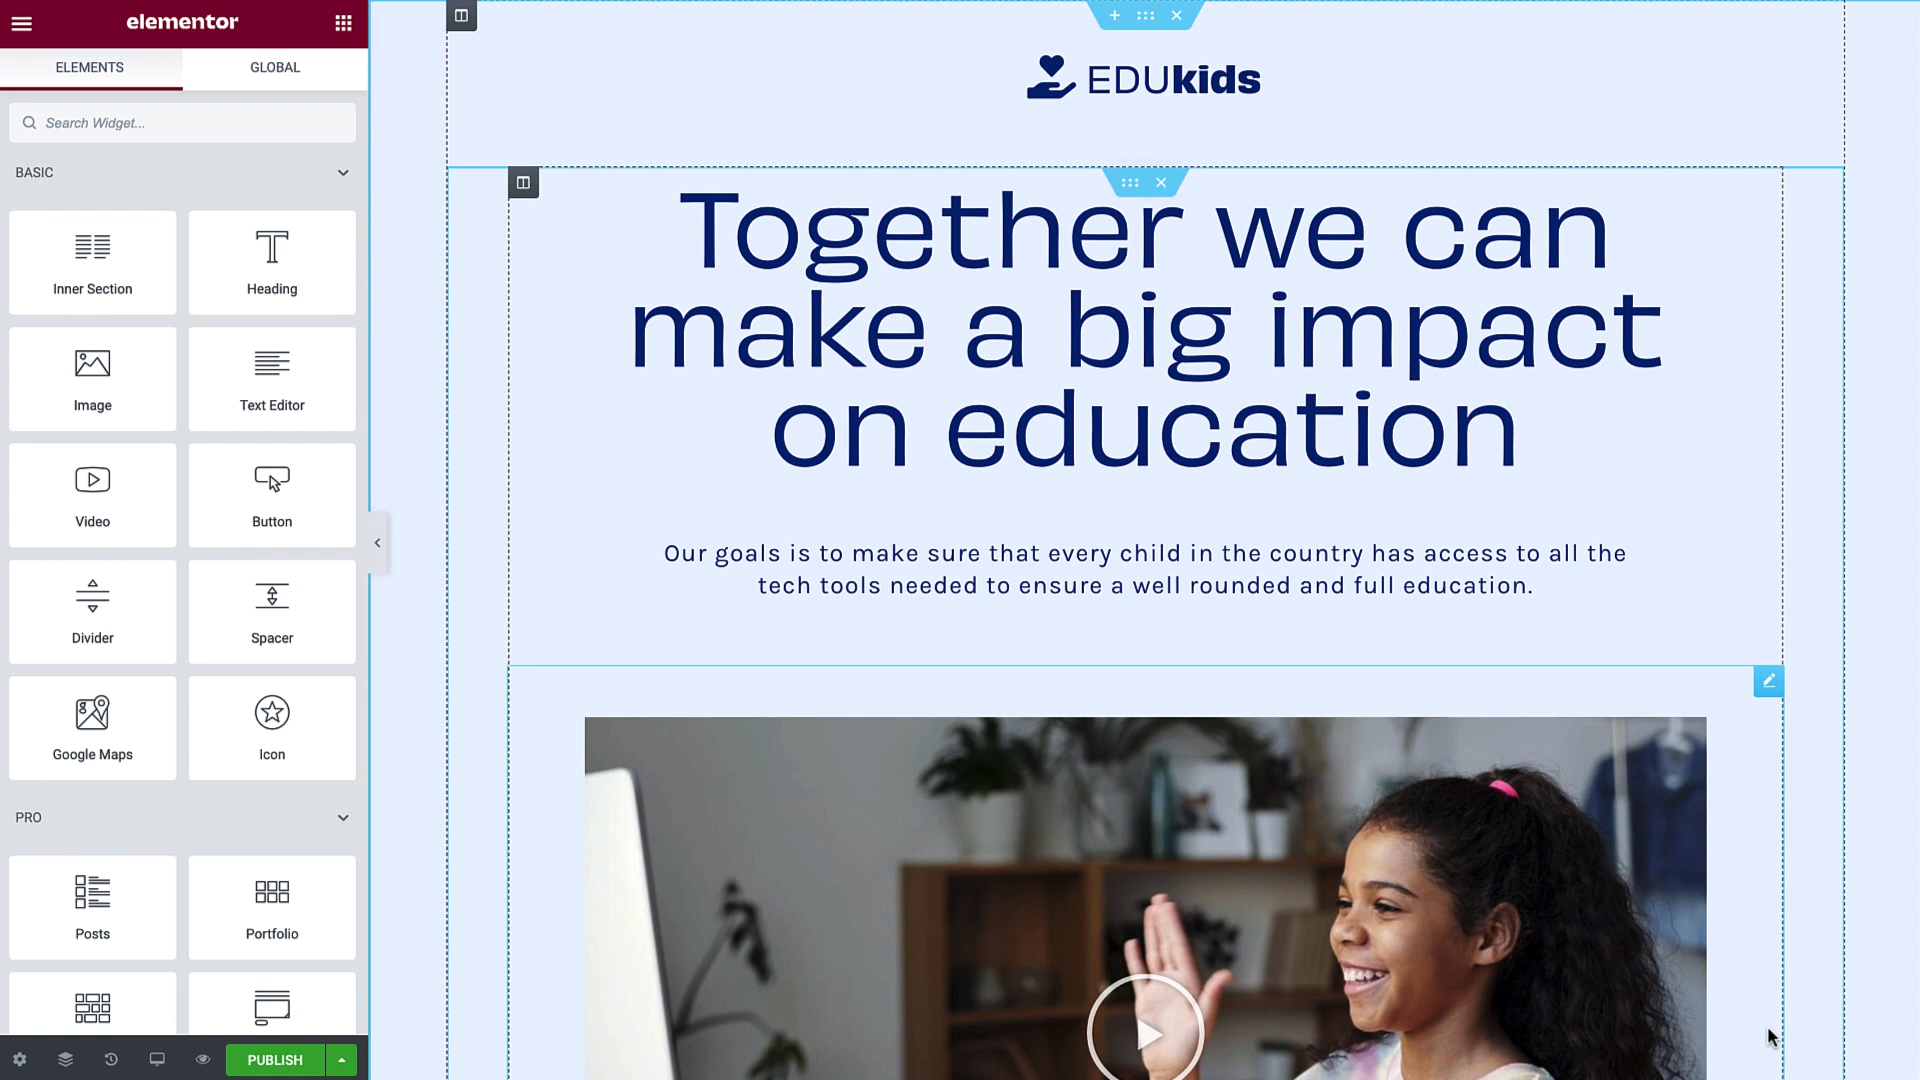 elementor
ELEMENTS
GLOBAL
Search Widget...
BASIC
Inner Section
Heading
Image
Text Editor
Video
Button
Divider
Spacer
Google Maps
Icon
PRO
Posts
Portfolio
PUBLISH
EDUkids
Together we can
make a big impact
on education
Our goals is to make sure that every child in the country has access to all the
tech tools needed to ensure a well rounded and full education.